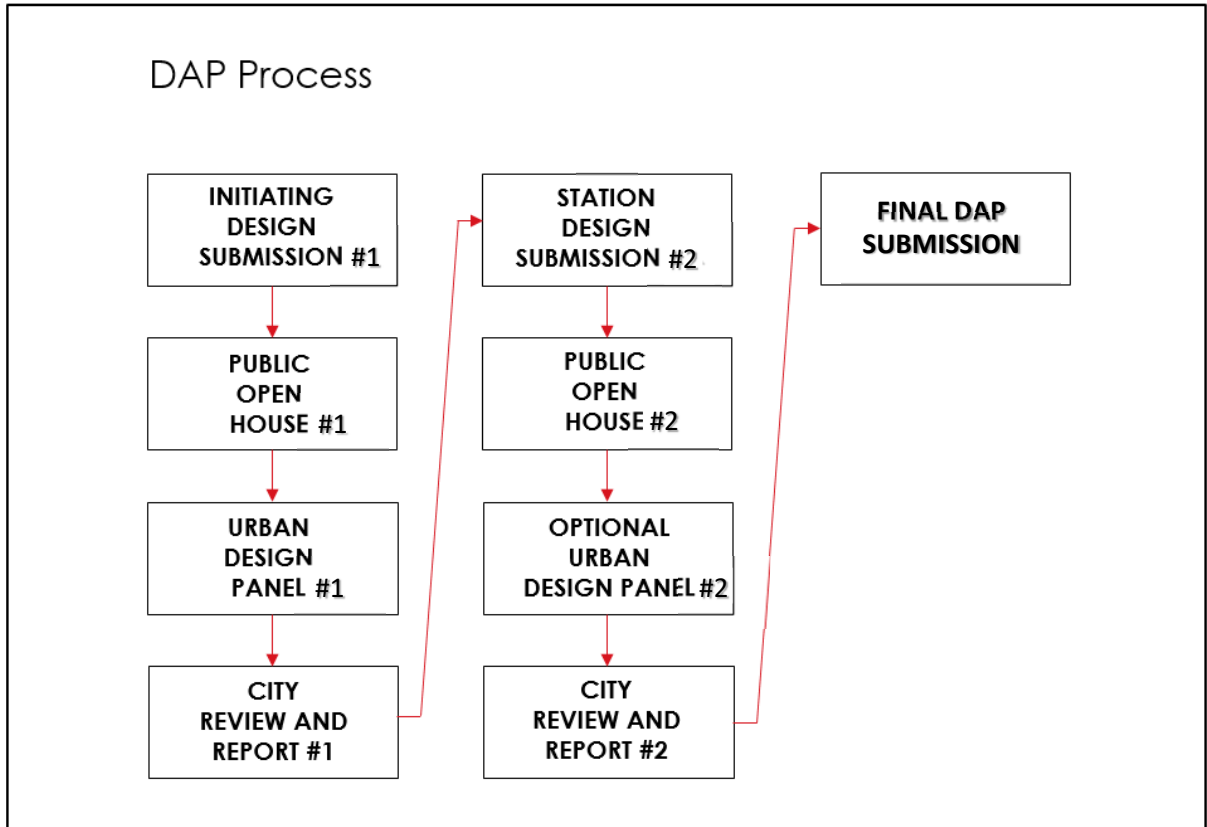 DAP Process
INITIATING
DESIGN
SUBMISSION #1
PUBLIC
OPEN
HOUSE #1
URBAN
DESIGN
PANEL #1
CITY
REVIEW AND
REPORT #1
STATION
DESIGN
SUBMISSION #2
PUBLIC
OPEN
HOUSE #2
OPTIONAL
URBAN
DESIGN PANEL #2
CITY
REVIEW AND
REPORT #2
FINAL DAP
SUBMISSION